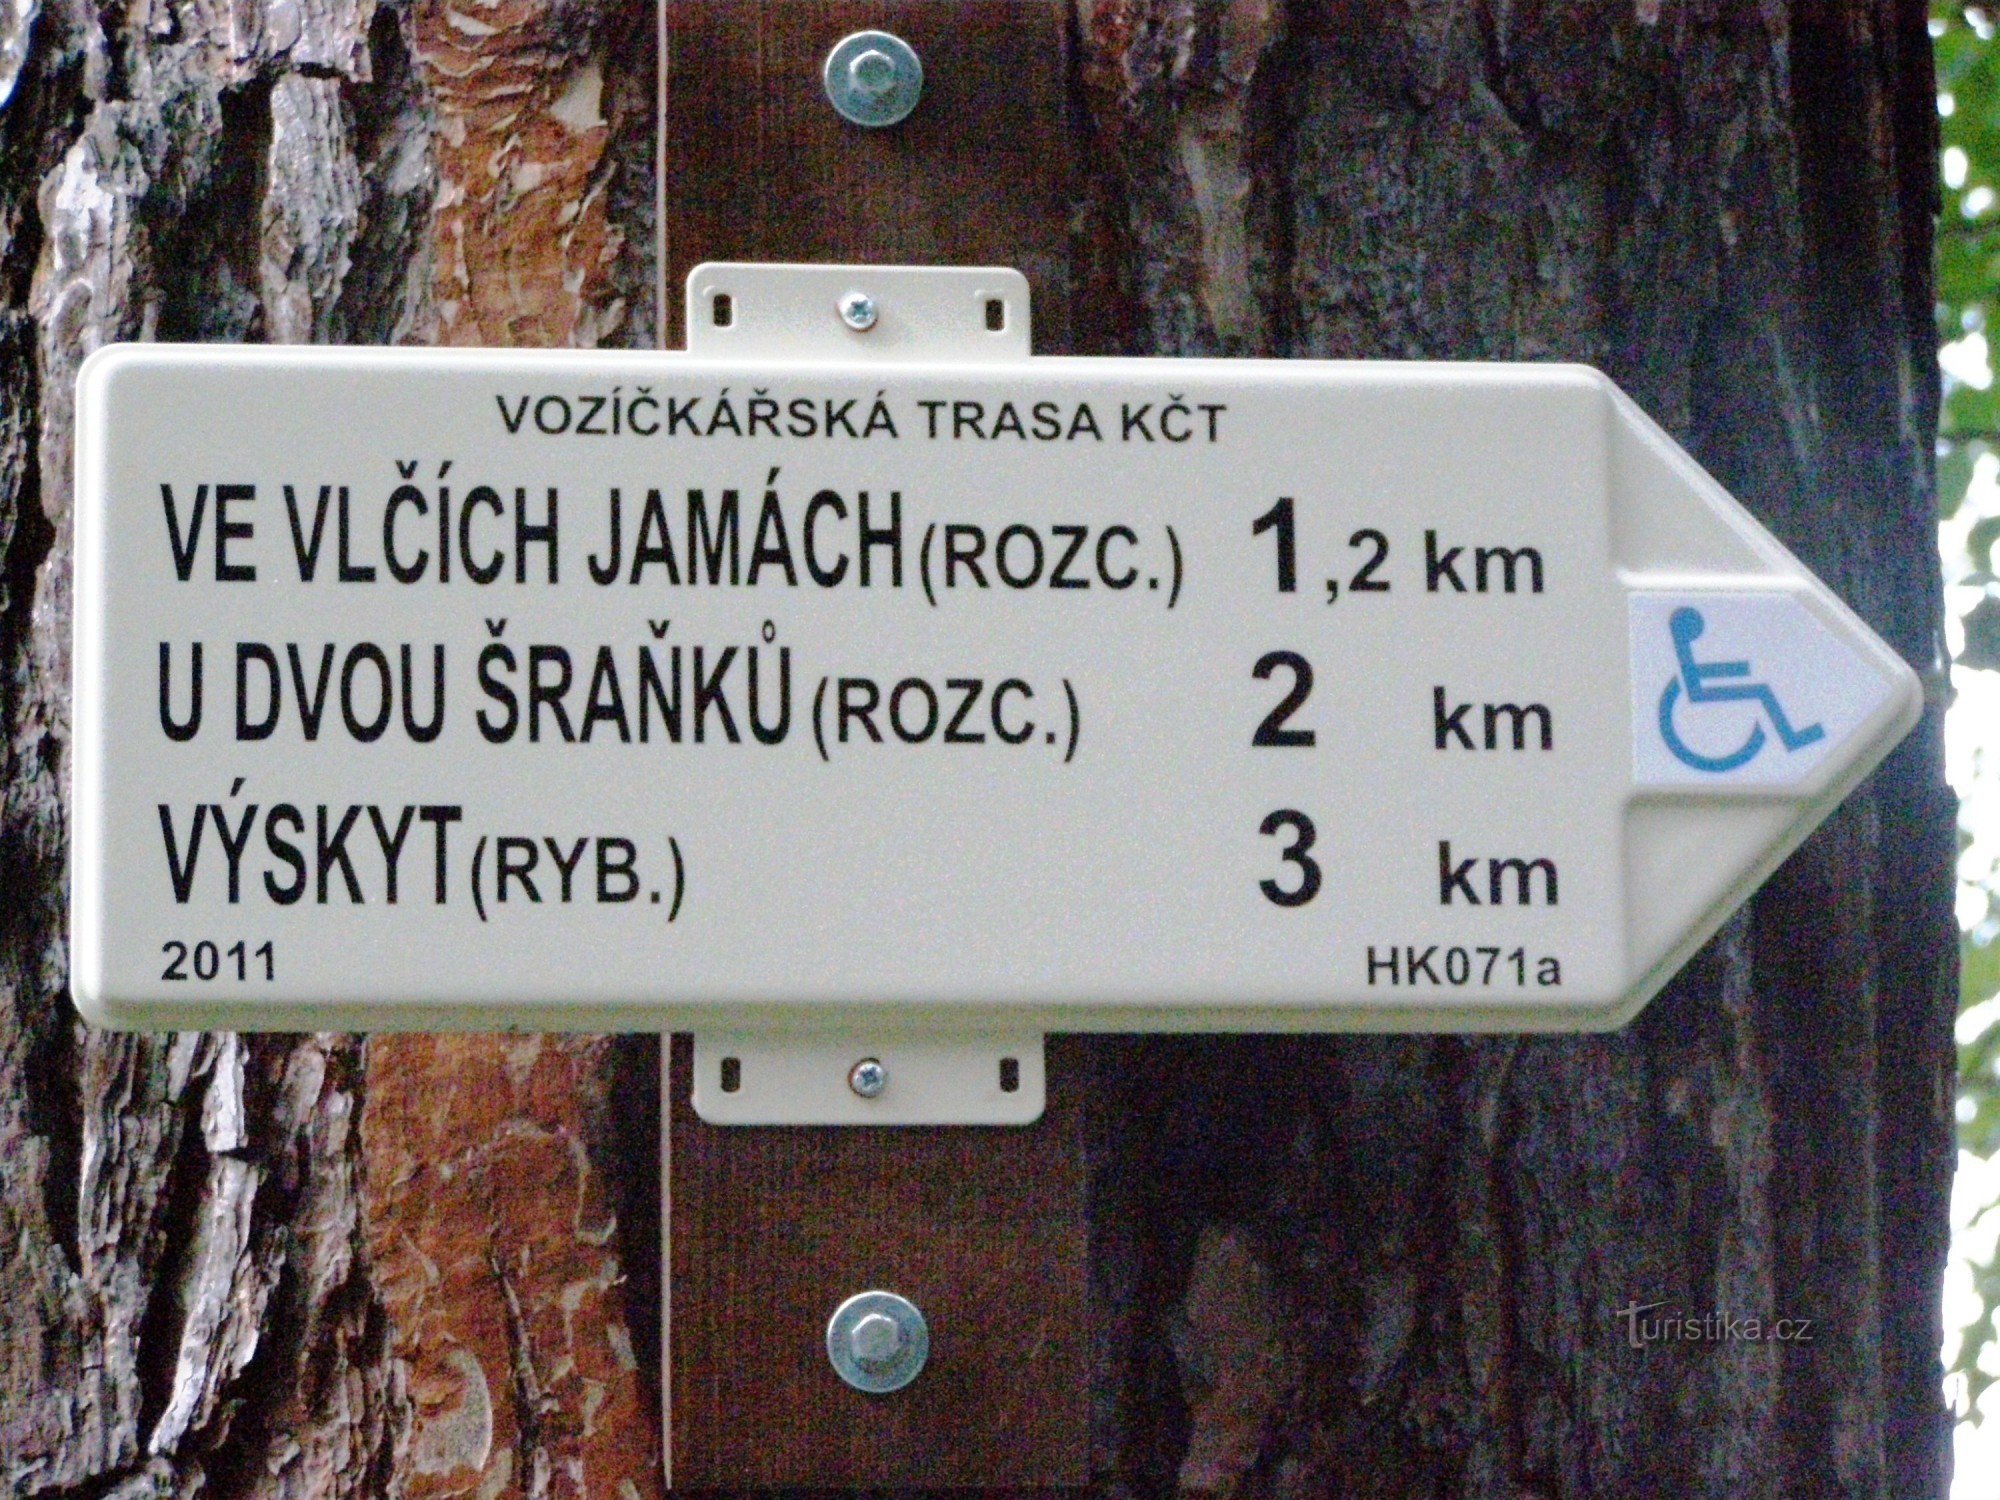 VOZÍČKÁŘSKÁ TRASA KČT
VE VLČÍCH JAMÁCH (ROZC.) 1,2 km
U DVOU ŠRAŇKŮ (ROZC.) 2 km
VÝSKYT (RYB.) 3 km
2011 HK071a
Turistika.cz